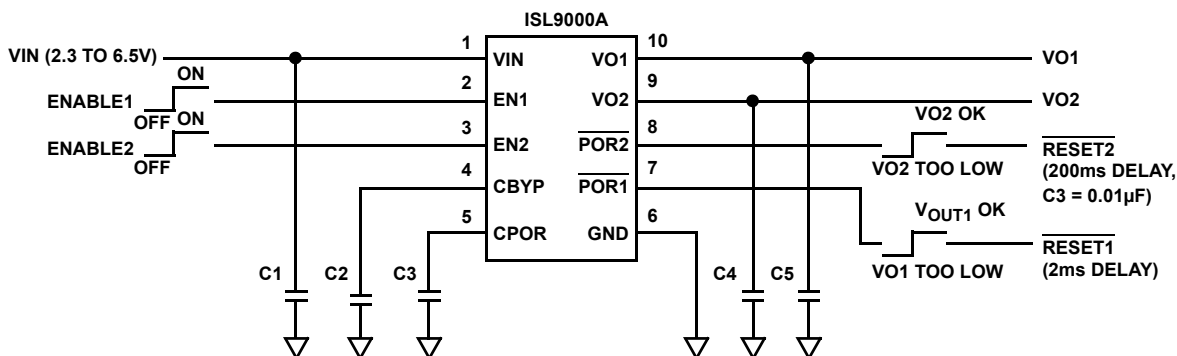 ISL9000A
VIN (2.3 TO 6.5V)
1
VIN
VO1
10
VO1
ON
ENABLE1
OFF
2
EN1
VO2
9
VO2
ON
ENABLE2
OFF
3
EN2
POR2
8
VO2 OK
VO2 TOO LOW
RESET2
(200ms DELAY,
C3 = 0.01µF)
4
CBYP
POR1
7
VOUT1 OK
VO1 TOO LOW
RESET1
(2ms DELAY)
5
CPOR
GND
6
C1
C2
C3
C4
C5